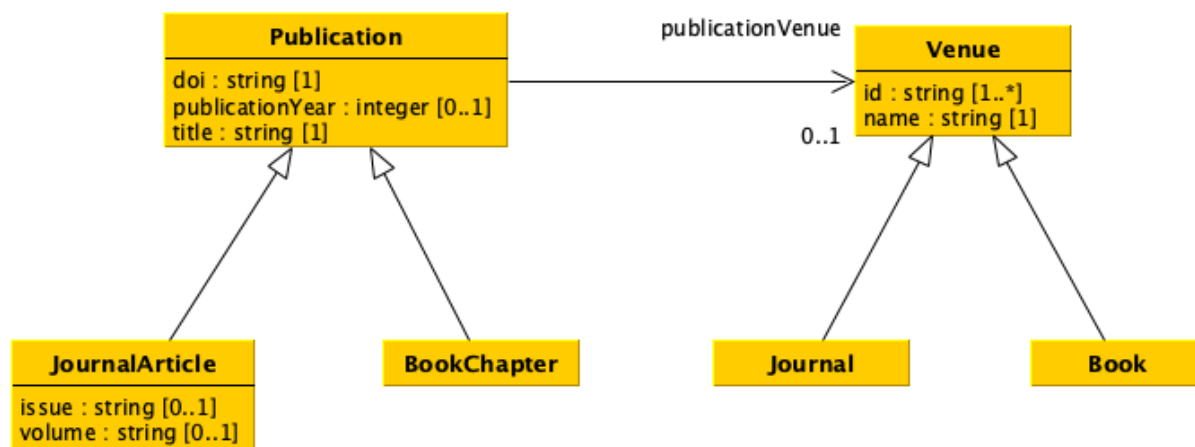 Publication
doi : string [1]
publicationYear : integer [0..1]
title : string [1]
publicationVenue
0..1
Venue
id : string [1..*]
name : string [1]
JournalArticle
issue : string [0..1]
volume : string [0..1]
BookChapter
Journal
Book